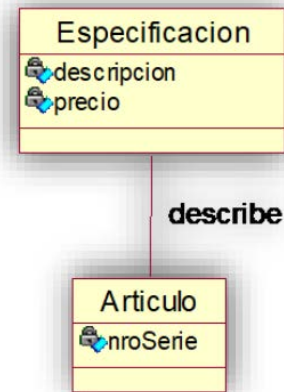 Especificacion
descripcion
precio
describe
Articulo
nroSerie